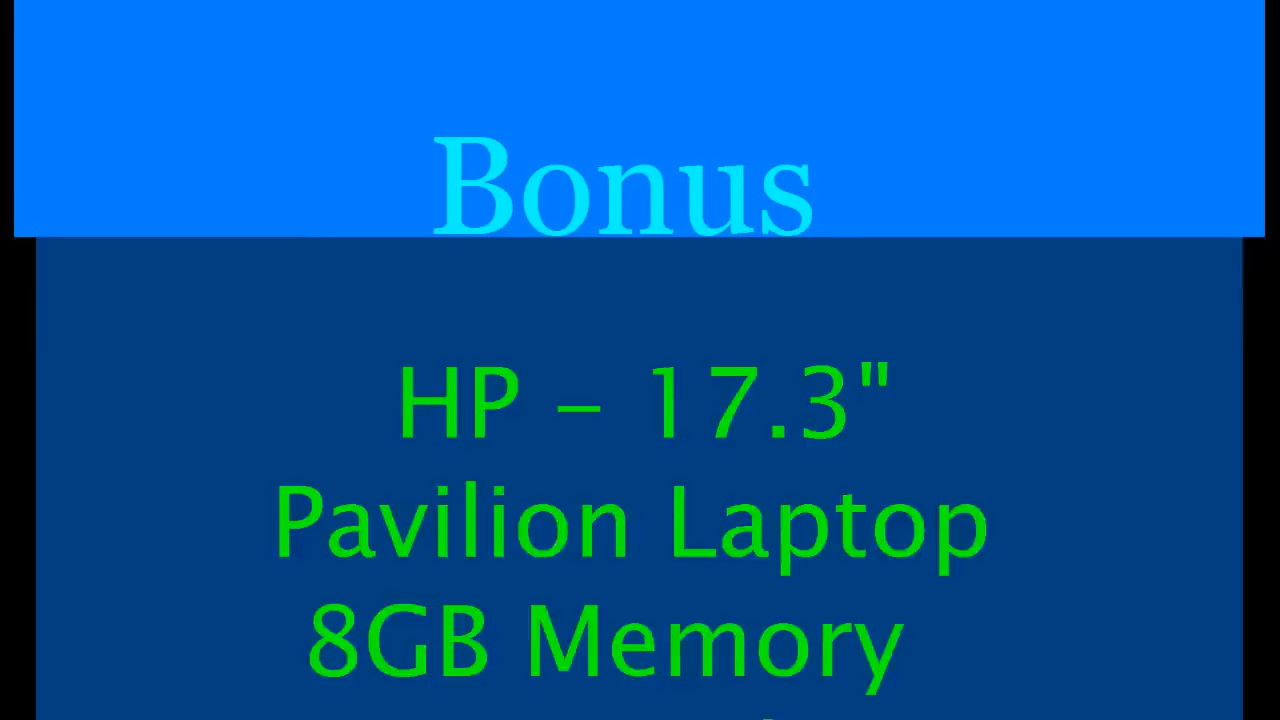 Bonus
HP – 17.3"
Pavilion Laptop
8GB Memory